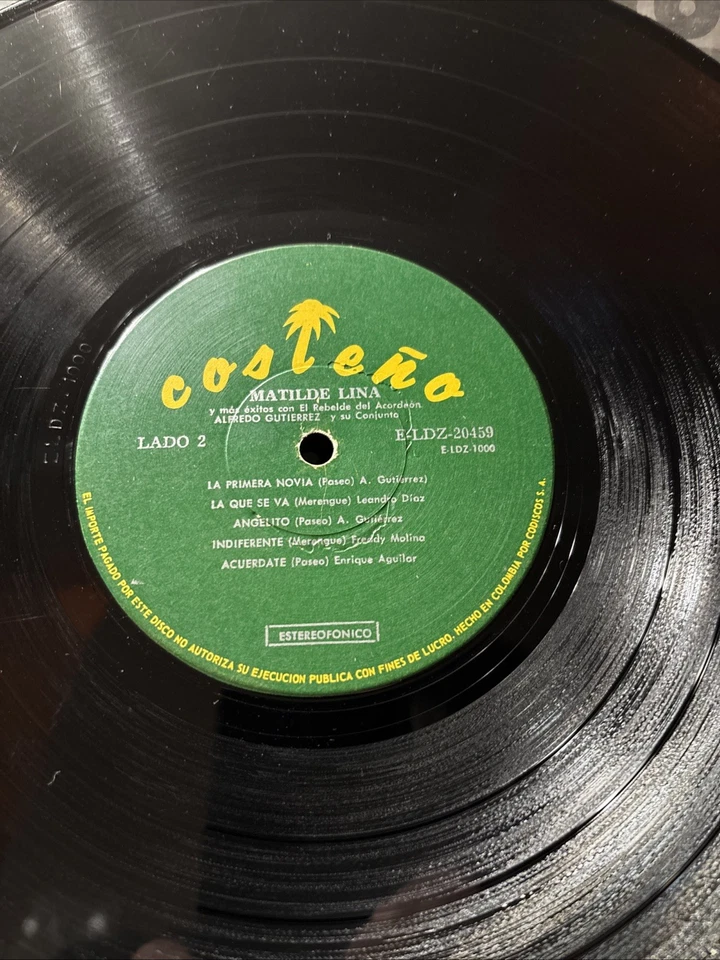 costeño
MATILDE LINA
y más éxitos con El Rebelde del Acordeón
ALFREDO GUTIERREZ y su Conjunto
LADO 2
E-LDZ-20459
E-LDZ-1000
LA PRIMERA NOVIA (Paseo) A. Gutiérrez)
LA QUE SE VA (Merengue) Leandro Díaz
ANGELITO (Paseo) A. Gutiérrez
INDIFERENTE (Merengue) Freddy Molina
ACUERDATE (Paseo) Enrique Aguilar
ESTEREOFONICO
EL IMPORTE PAGADO POR ESTE DISCO NO AUTORIZA SU EJECUCION PUBLICA CON FINES DE LUCRO. HECHO EN COLOMBIA POR CODISCOS S. A.
ELDZ-1000